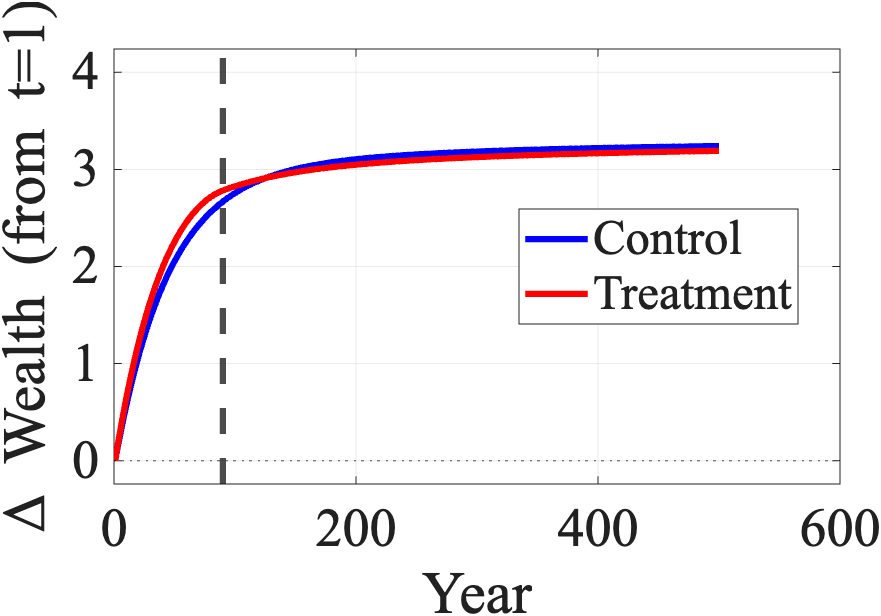 Δ Wealth (from t=1)
4
3
2
1
0
0 200 400 600
Year
Control
Treatment